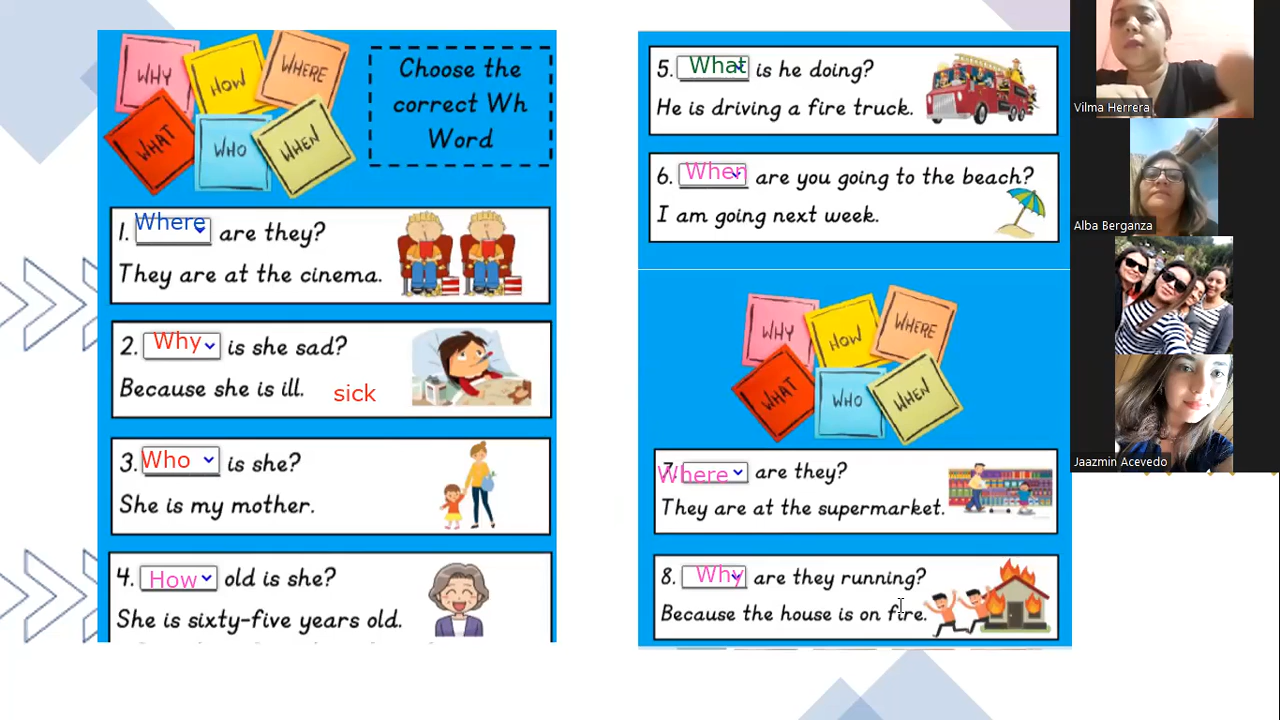 WHY
HOW
WHERE
WHAT
WHO
WHEN
Choose the
correct Wh
Word
1. Where are they?
They are at the cinema.
2. Why is she sad?
Because she is ill. sick
3. Who is she?
She is my mother.
4. How old is she?
She is sixty-five years old.
5. What is he doing?
He is driving a fire truck.
6. When are you going to the beach?
I am going next week.
WHY
HOW
WHERE
WHAT
WHO
WHEN
7. Where are they?
They are at the supermarket.
8. Why are they running?
Because the house is on fire.
Vilma Herrera
Alba Berganza
Jaazmin Acevedo